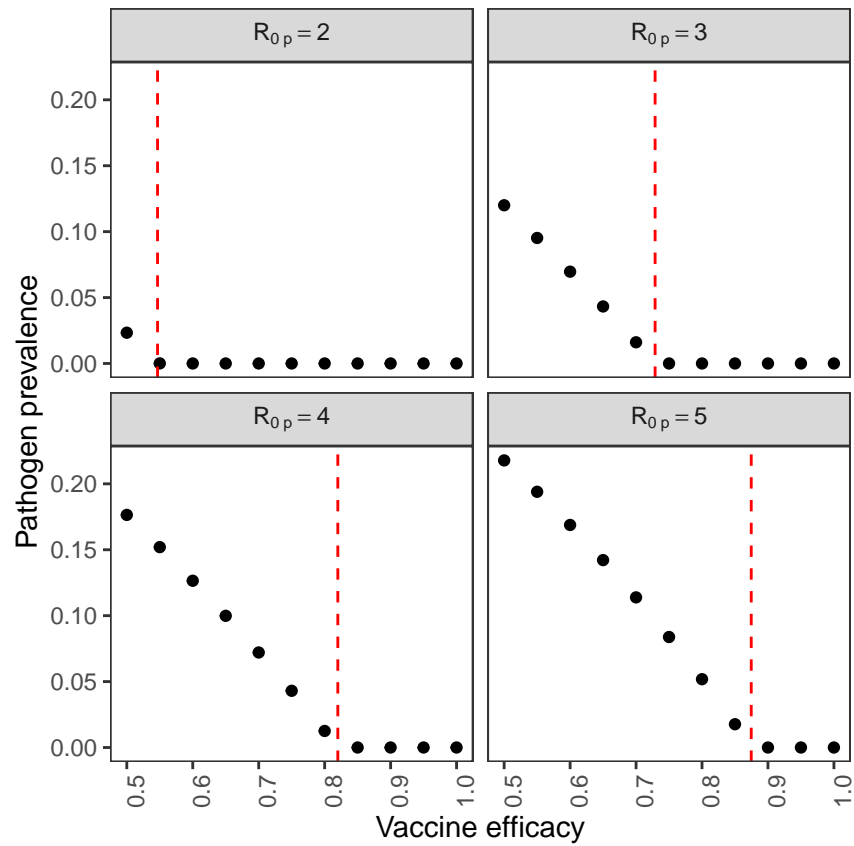 R0 p = 2
R0 p = 3
0.20
0.15
0.10
0.05
0.00
R0 p = 4
R0 p = 5
0.20
0.15
0.10
0.05
0.00
Pathogen prevalence
0.5 0.6 0.7 0.8 0.9 1.0
0.5 0.6 0.7 0.8 0.9 1.0
Vaccine efficacy